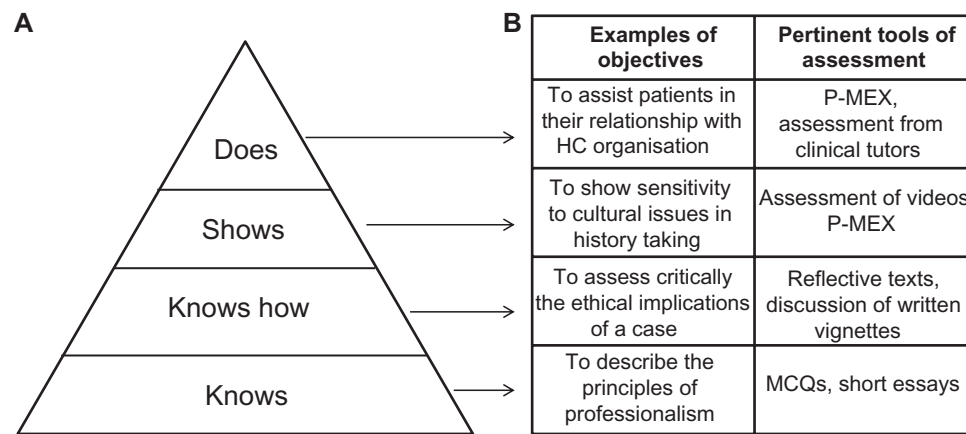 A
Does
Shows
Knows how
Knows
B
Examples of
objectives
Pertinent tools of
assessment
To assist patients in
their relationship with
HC organisation
P-MEX,
assessment from
clinical tutors
To show sensitivity
to cultural issues in
history taking
Assessment of videos
P-MEX
To assess critically
the ethical implications
of a case
Reflective texts,
discussion of written
vignettes
To describe the
principles of
professionalism
MCQs, short essays